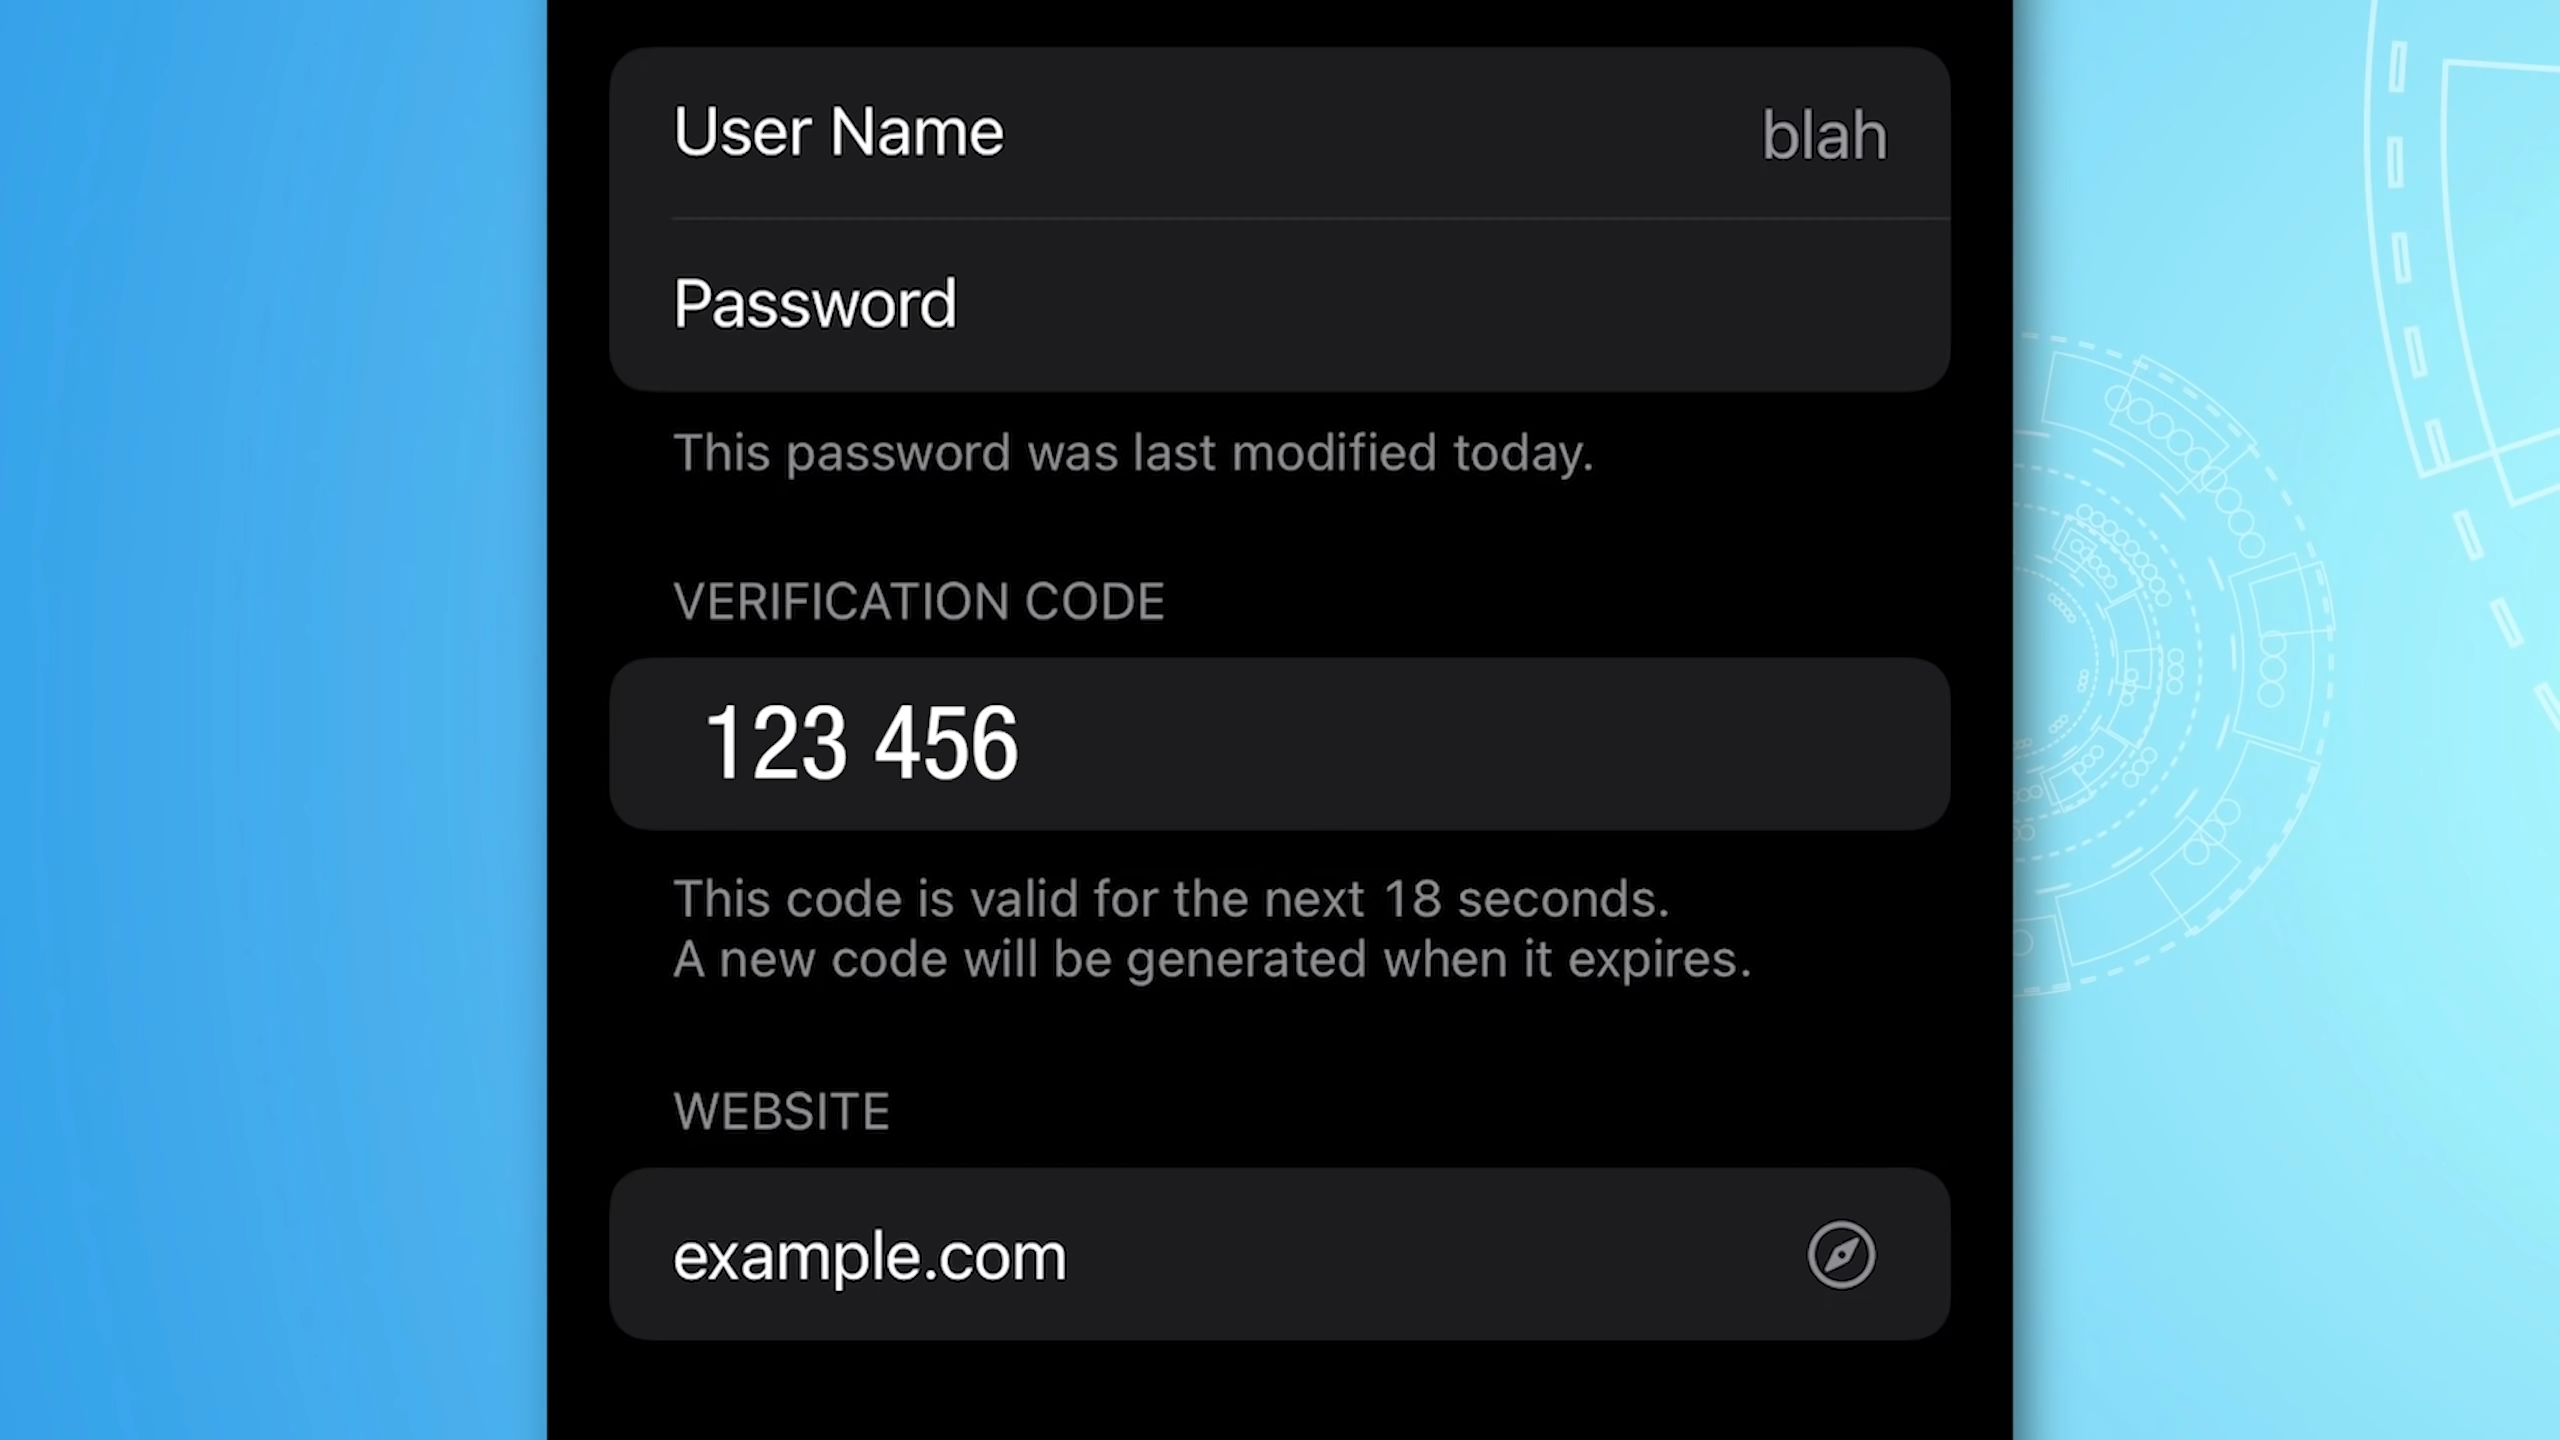 User Name blah
Password
This password was last modified today.
VERIFICATION CODE
123 456
This code is valid for the next 18 seconds.
A new code will be generated when it expires.
WEBSITE
example.com